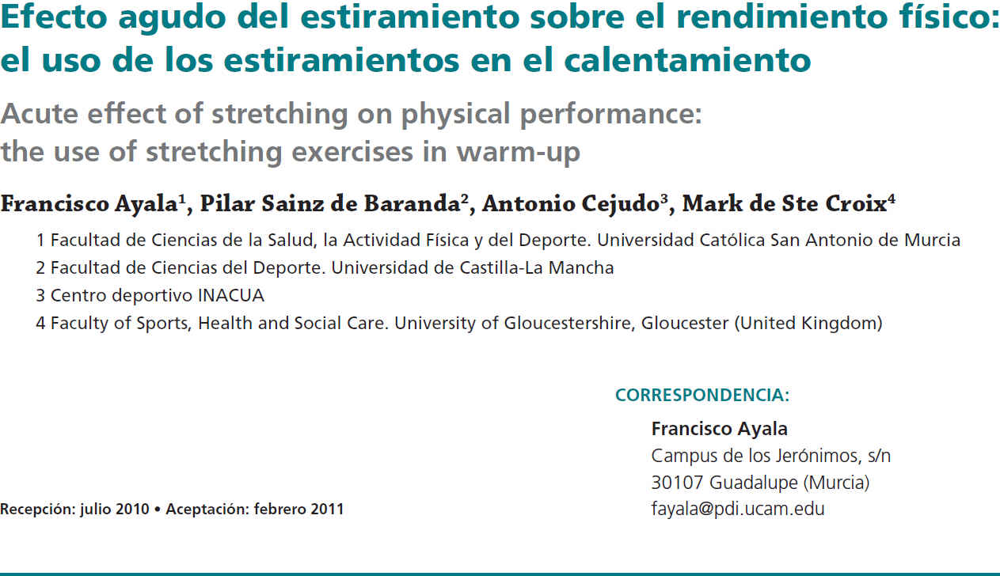 Efecto agudo del estiramiento sobre el rendimiento físico:
el uso de los estiramientos en el calentamiento
Acute effect of stretching on physical performance:
the use of stretching exercises in warm-up
Francisco Ayala¹, Pilar Sainz de Baranda², Antonio Cejudo³, Mark de Ste Croix⁴
1 Facultad de Ciencias de la Salud, la Actividad Física y del Deporte. Universidad Católica San Antonio de Murcia
2 Facultad de Ciencias del Deporte. Universidad de Castilla-La Mancha
3 Centro deportivo INACUA
4 Faculty of Sports, Health and Social Care. University of Gloucestershire, Gloucester (United Kingdom)
CORRESPONDENCIA:
Francisco Ayala
Campus de los Jerónimos, s/n
30107 Guadalupe (Murcia)
fayala@pdi.ucam.edu
Recepción: julio 2010 • Aceptación: febrero 2011